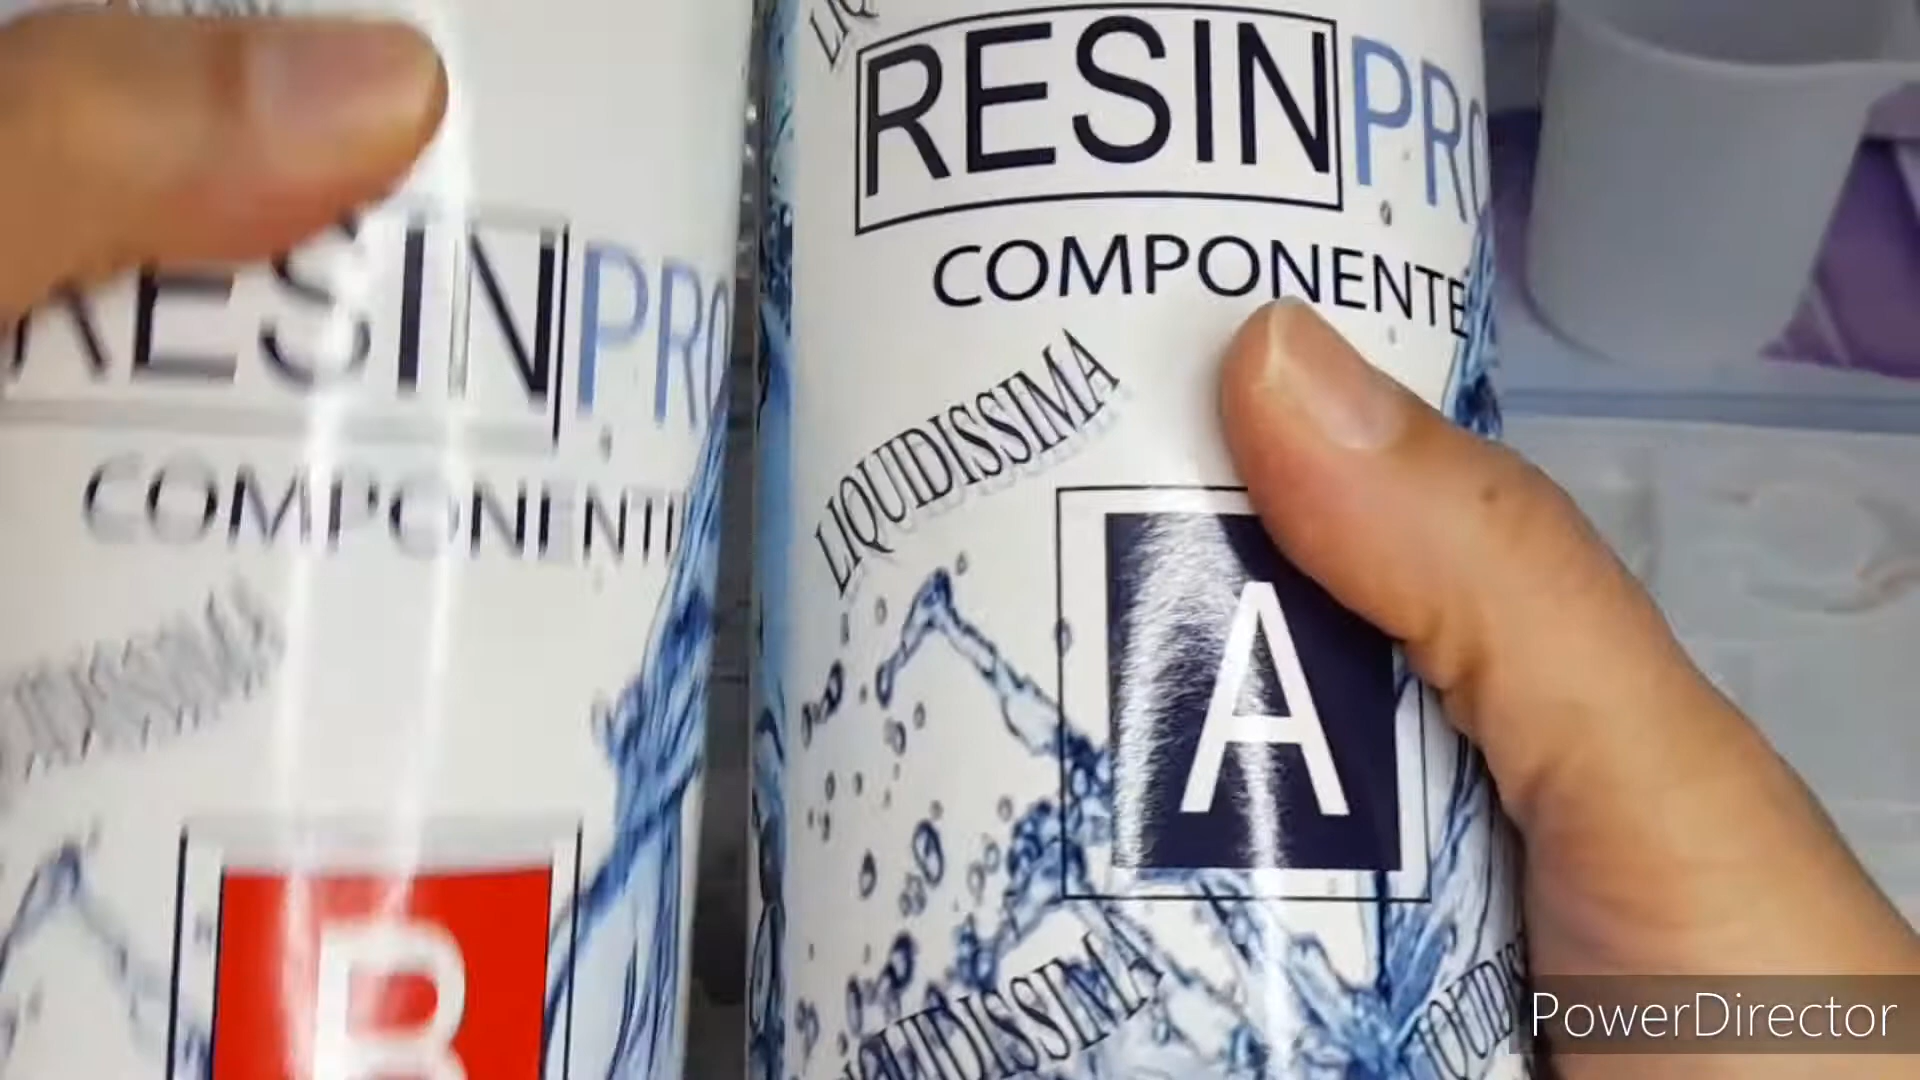 RESINPRO
COMPONENTE
LIQUIDISSIMA
A
LIQUIDISSIMA
RESINPRO
COMPONENTE
B
PowerDirector